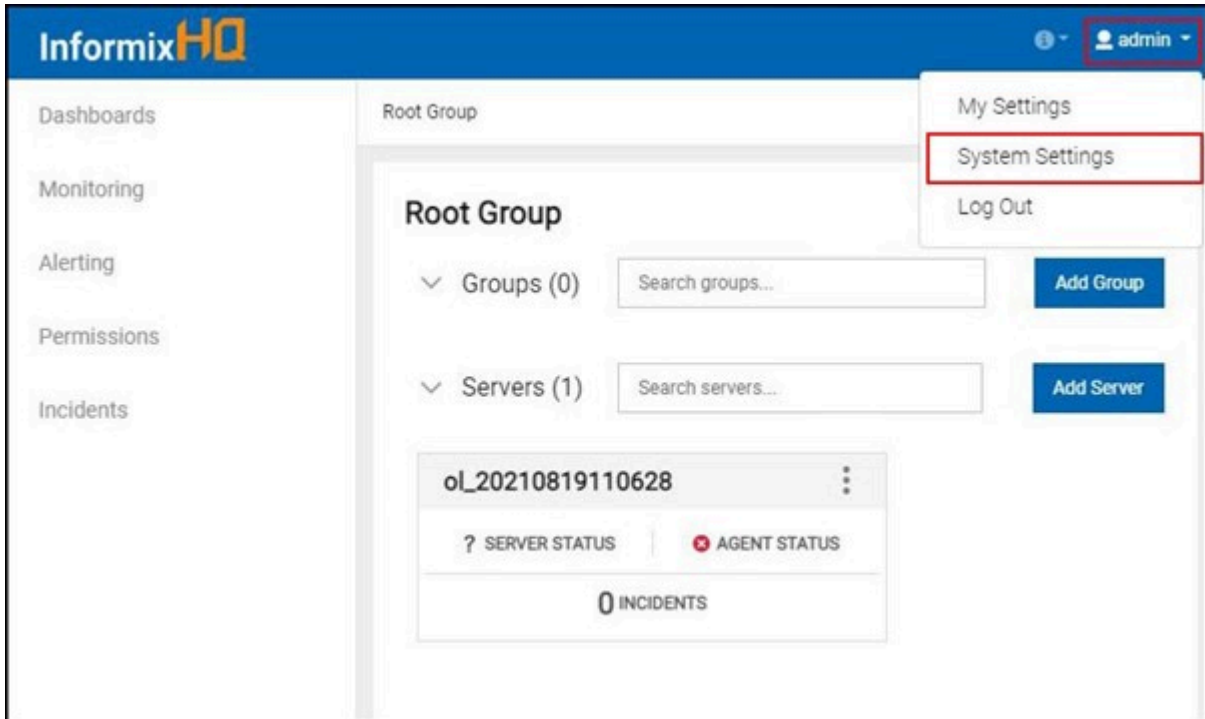 InformixHQ
admin
My Settings
System Settings
Log Out
Dashboards
Monitoring
Alerting
Permissions
Incidents
Root Group
Root Group
Groups (0) Search groups... Add Group
Servers (1) Search servers... Add Server
ol_20210819110628
? SERVER STATUS AGENT STATUS
0 INCIDENTS